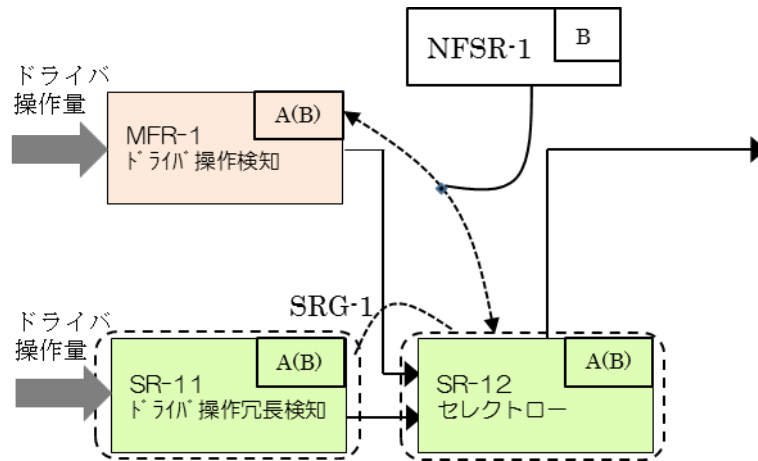 NFSR-1
B
ドライバ
操作量
A(B)
MFR-1
ドライバ操作検知
SRG-1
ドライバ
操作量
A(B)
SR-11
ドライバ操作冗長検知
A(B)
SR-12
セレクトロー